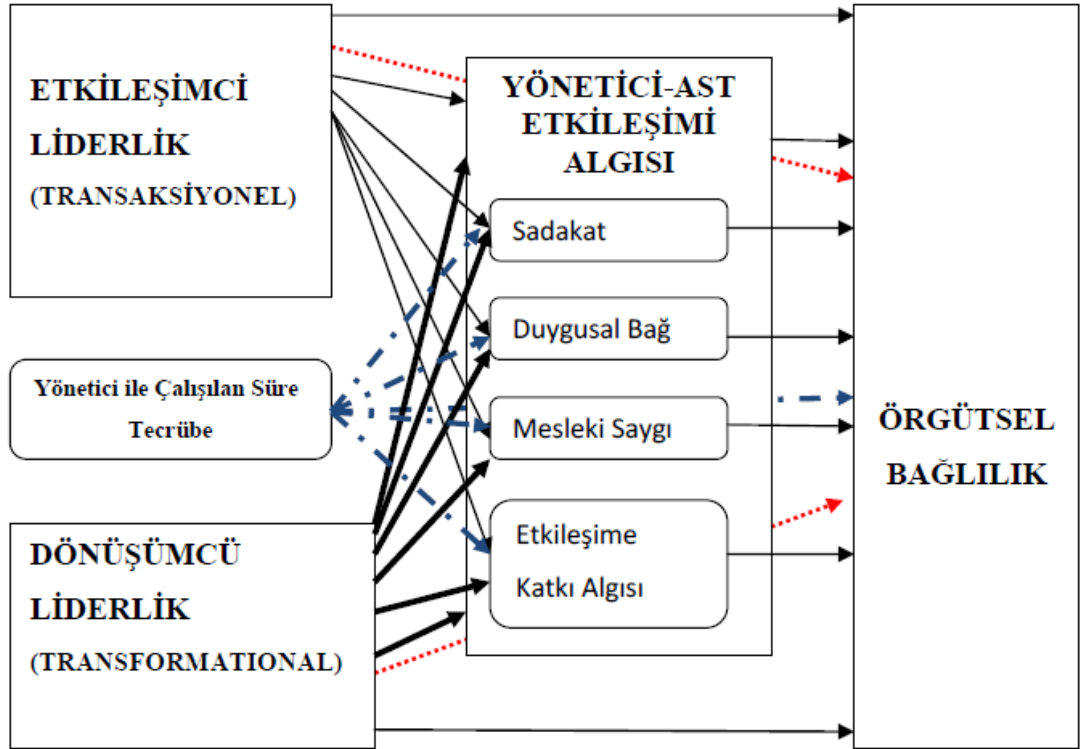 ETKİLEŞİMCİ
LİDERLİK
(TRANSAKSİYONEL)
Yönetici ile Çalışılan Süre
Tecrübe
DÖNÜŞÜMCÜ
LİDERLİK
(TRANSFORMATIONAL)
YÖNETİCİ-AST
ETKİLEŞİMİ
ALGISI
Sadakat
Duygusal Bağ
Mesleki Saygı
Etkileşime
Katkı Algısı
ÖRGÜTSEL
BAĞLILIK